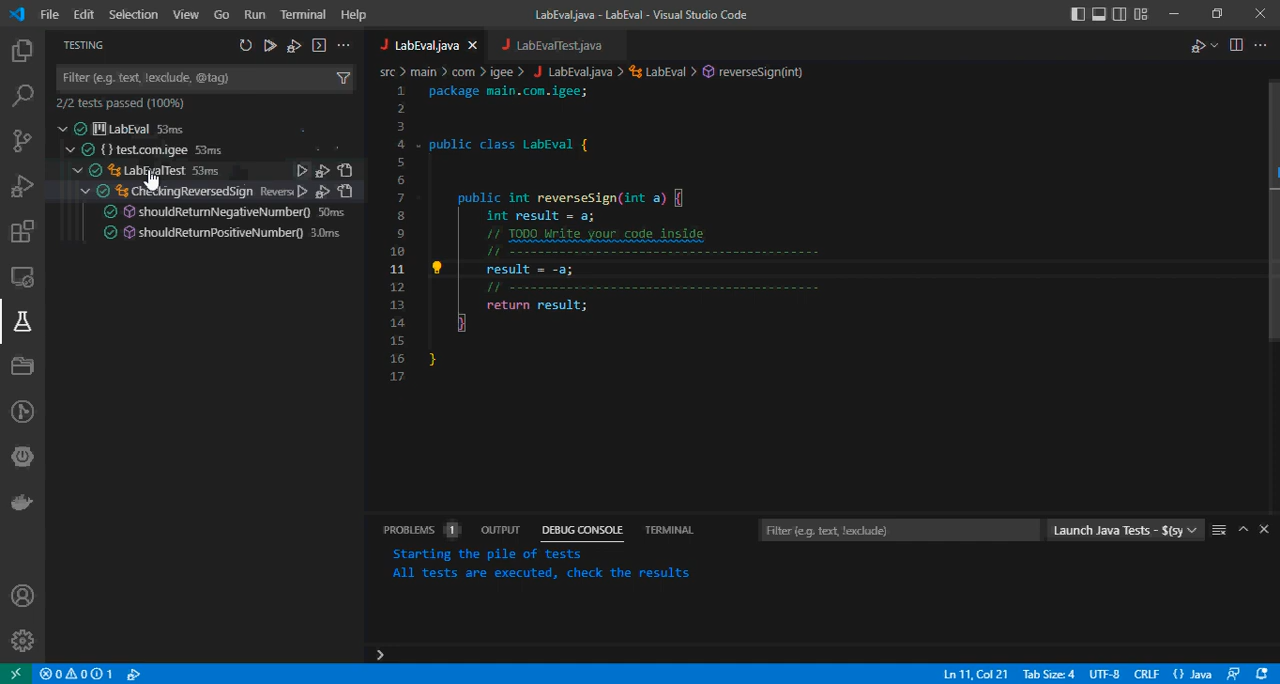 File Edit Selection View Go Run Terminal Help LabEval.java - LabEval - Visual Studio Code
TESTING
Filter (e.g. text, !exclude, @tag)
2/2 tests passed (100%)
LabEval 53ms
{ } test.com.igee 53ms
LabEvalTest 53ms
CheckingReversedSign Reverse
shouldReturnNegativeNumber() 50ms
shouldReturnPositiveNumber() 3.0ms
J LabEval.java J LabEvalTest.java
src > main > com > igee > J LabEval.java > LabEval > reverseSign(int)
1 package main.com.igee;
2
3
4 public class LabEval {
5
6
7 public int reverseSign(int a) {
8 int result = a;
9 // TODO Write your code inside
10 // -------------------------------------------
11 result = -a;
12 // -------------------------------------------
13 return result;
14 }
15
16 }
17
PROBLEMS 1 OUTPUT DEBUG CONSOLE TERMINAL Filter (e.g. text, !exclude) Launch Java Tests - $(sy
Starting the pile of tests
All tests are executed, check the results
>
0 0 1 Ln 11, Col 21 Tab Size: 4 UTF-8 CRLF { } Java